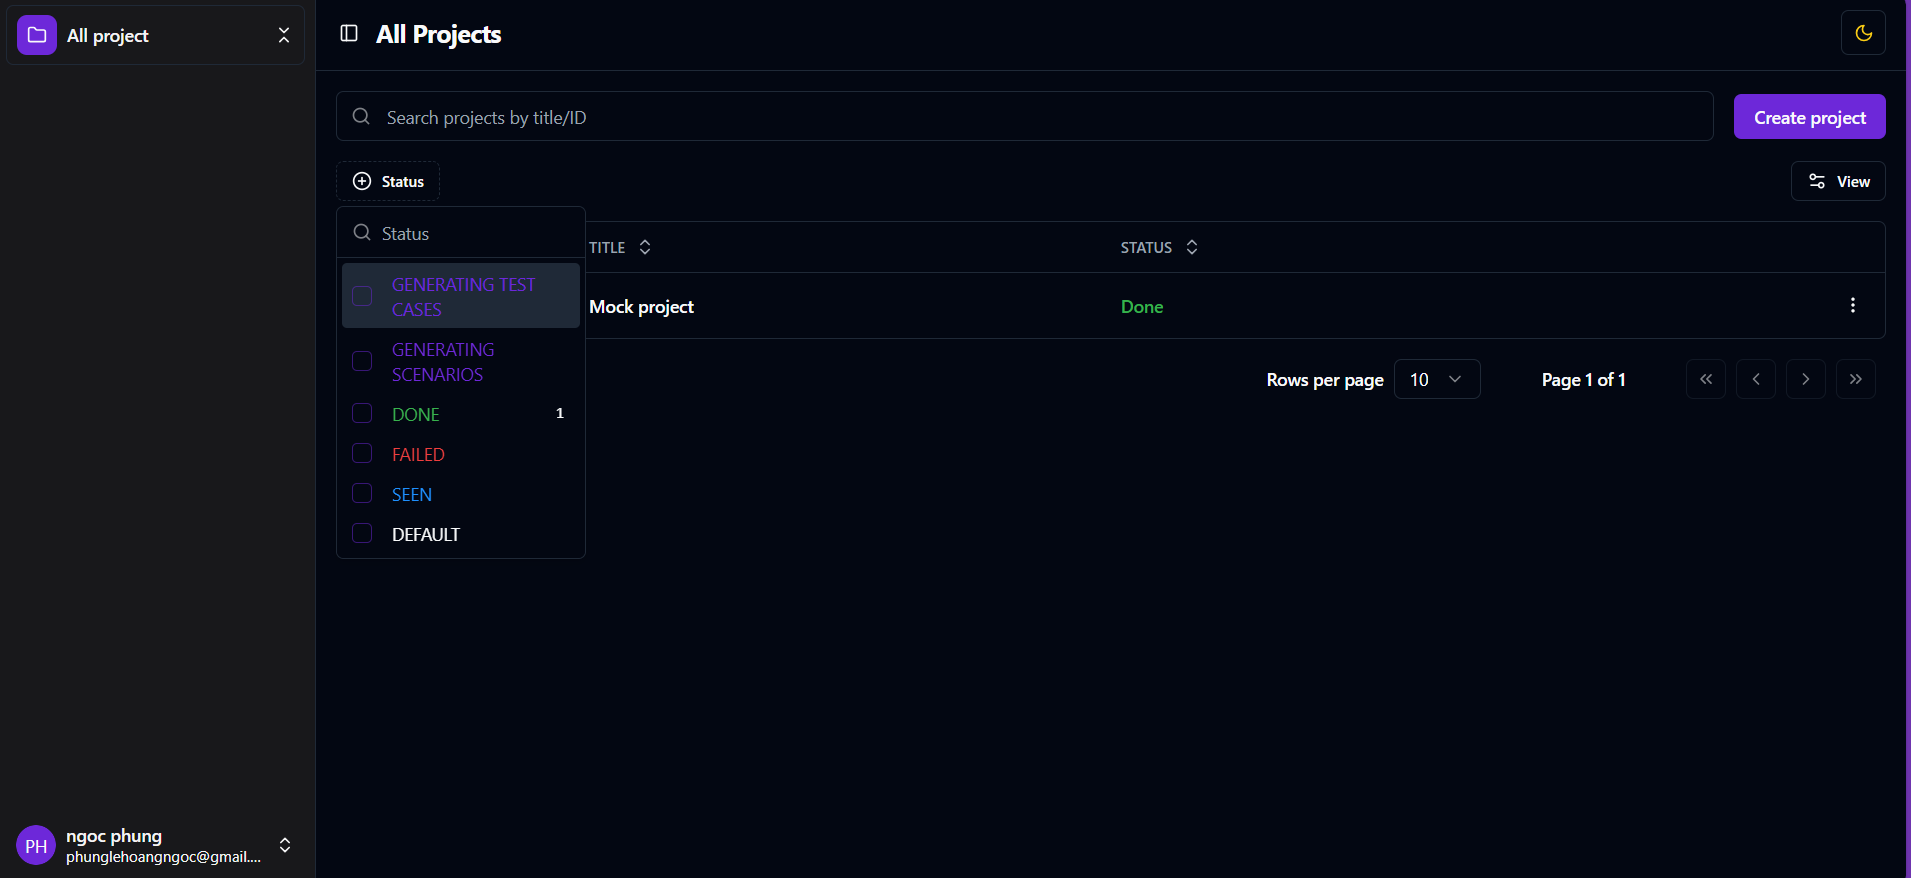 All project
All Projects
Search projects by title/ID
Create project
Status
View
Status
TITLE
STATUS
GENERATING TEST
CASES
Mock project
Done
GENERATING
SCENARIOS
DONE
1
FAILED
SEEN
DEFAULT
Rows per page
10
Page 1 of 1
PH
ngoc phung
phunglehoangngoc@gmail....